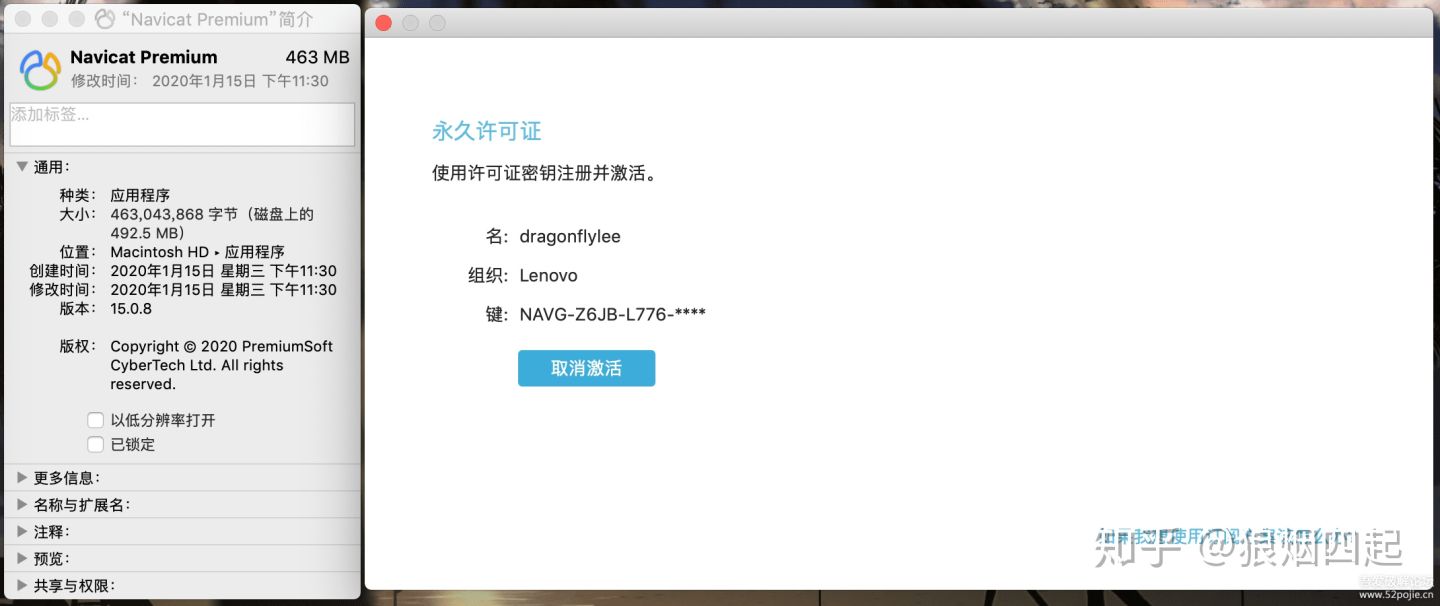 “Navicat Premium”简介
Navicat Premium 463 MB
修改时间： 2020年1月15日 下午11:30
添加标签...
通用：
种类： 应用程序
大小： 463,043,868 字节（磁盘上的
492.5 MB）
位置： Macintosh HD ▸ 应用程序
创建时间： 2020年1月15日 星期三 下午11:30
修改时间： 2020年1月15日 星期三 下午11:30
版本： 15.0.8
版权： Copyright © 2020 PremiumSoft
CyberTech Ltd. All rights
reserved.
以低分辨率打开
已锁定
更多信息：
名称与扩展名：
注释：
预览：
共享与权限：
永久许可证
使用许可证密钥注册并激活。
名： dragonflylee
组织： Lenovo
键： NAVG-Z6JB-L776-****
取消激活
知乎 @狼烟四起
吾爱破解论坛
www.52pojie.cn